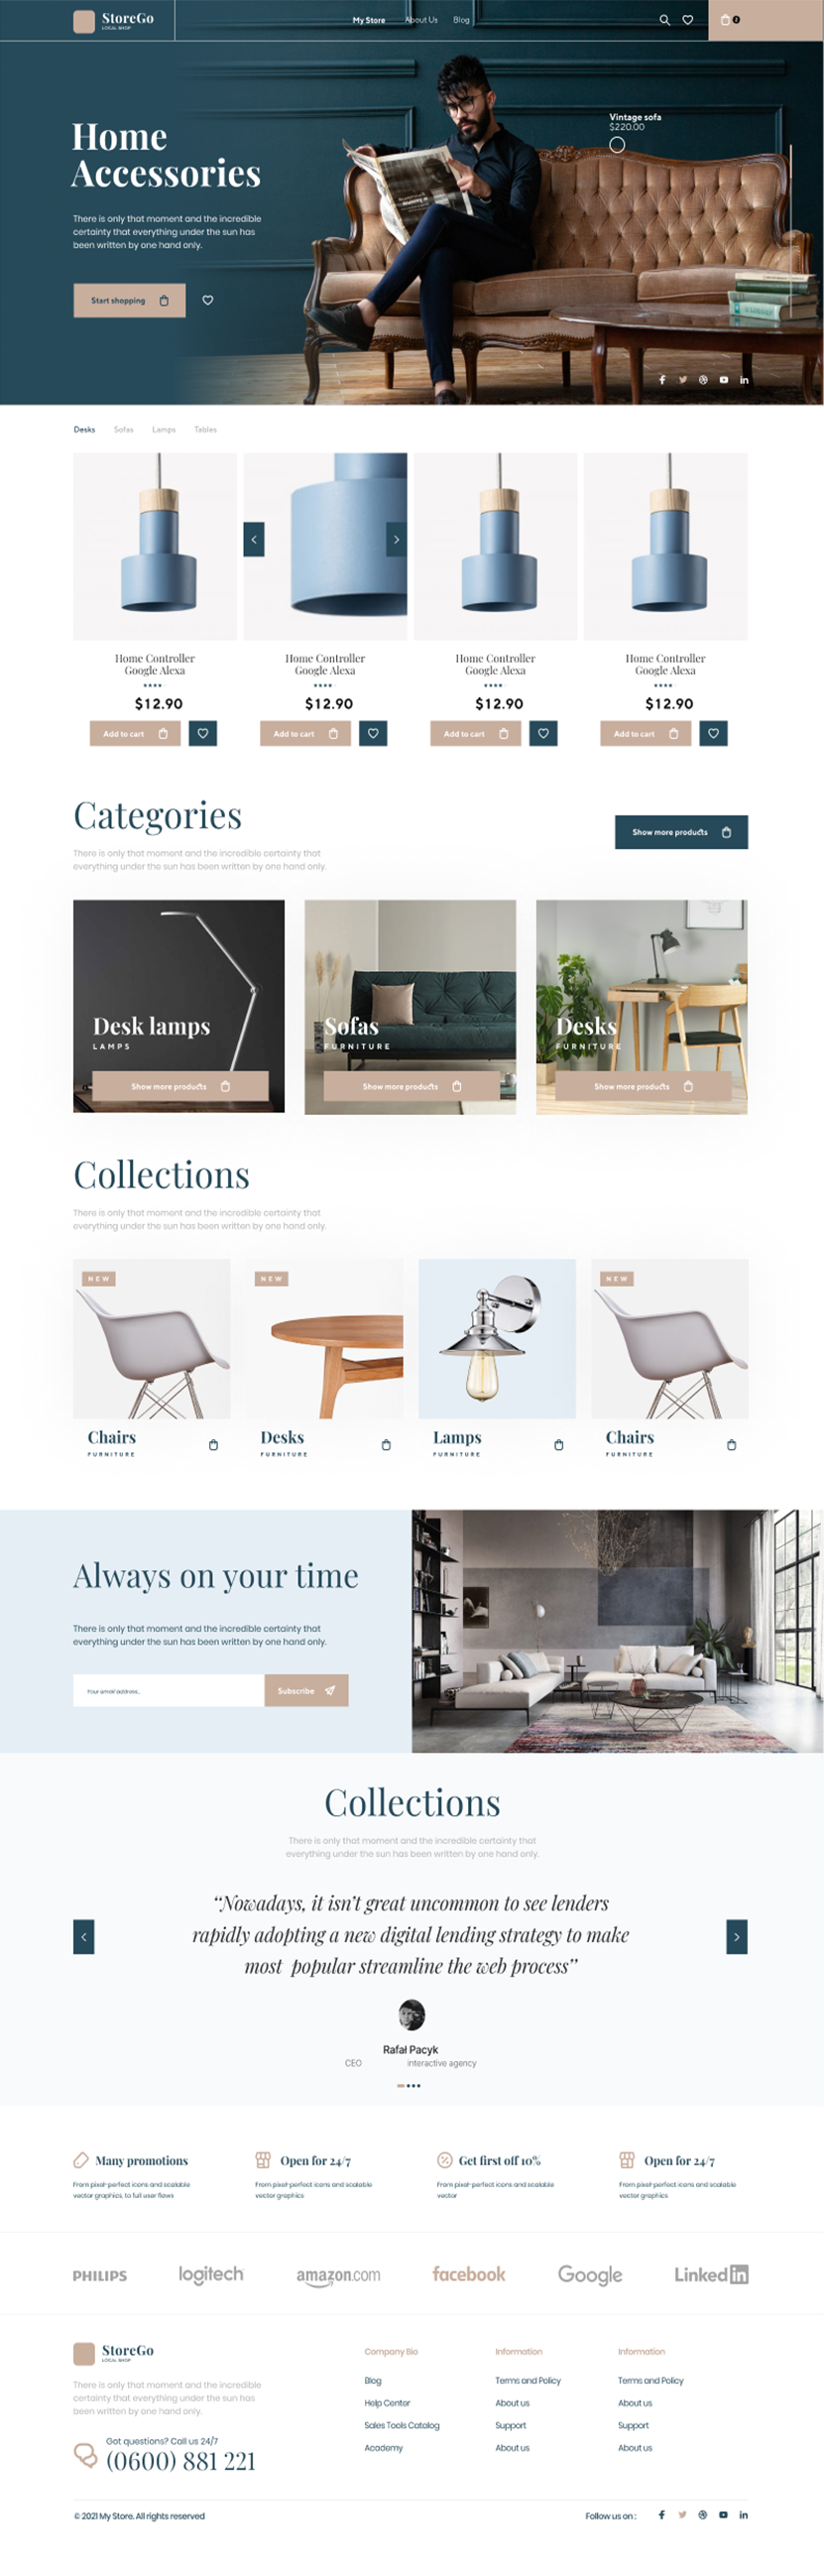 StoreGo
LOCAL SHOP
My Store
About Us
Blog
2
Home
Accessories
There is only that moment and the incredible
certainty that everything under the sun has
been written by one hand only.
Start shopping
Vintage sofa
$220.00
Desks
Sofas
Lamps
Tables
Home Controller
Google Alexa
$12.90
Add to cart
Home Controller
Google Alexa
$12.90
Add to cart
Home Controller
Google Alexa
$12.90
Add to cart
Home Controller
Google Alexa
$12.90
Add to cart
Categories
There is only that moment and the incredible certainty that
everything under the sun has been written by one hand only.
Show more products
Desk lamps
LAMPS
Show more products
Sofas
FURNITURE
Show more products
Desks
FURNITURE
Show more products
Collections
There is only that moment and the incredible certainty that
everything under the sun has been written by one hand only.
NEW
Chairs
FURNITURE
NEW
Desks
FURNITURE
Lamps
FURNITURE
NEW
Chairs
FURNITURE
Always on your time
There is only that moment and the incredible certainty that
everything under the sun has been written by one hand only.
Your email address...
Subscribe
Collections
There is only that moment and the incredible certainty that
everything under the sun has been written by one hand only.
“Nowadays, it isn’t great uncommon to see lenders
rapidly adopting a new digital lending strategy to make
most popular streamline the web process”
Rafał Pacyk
CEO interactive agency
Many promotions
From pixel-perfect icons and scalable
vector graphics, to full user flows
Open for 24/7
From pixel-perfect icons and scalable
vector graphics
Get first off 10%
From pixel-perfect icons and scalable
vector
Open for 24/7
From pixel-perfect icons and scalable
vector graphics
PHILIPS
logitech
amazon.com
facebook
Google
Linked in
StoreGo
LOCAL SHOP
There is only that moment and the incredible
certainty that everything under the sun has
been written by one hand only.
Got questions? Call us 24/7
(0600) 881 221
Company Bio
Blog
Help Center
Sales Tools Catalog
Academy
Information
Terms and Policy
About us
Support
About us
Information
Terms and Policy
About us
Support
About us
© 2021 My Store. All rights reserved
Follow us on :